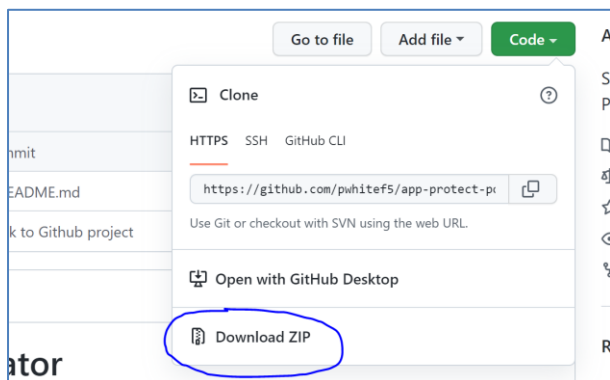 Go to file Add file Code
Clone
HTTPS SSH GitHub CLI
https://github.com/pwhitef5/app-protect-po
Use Git or checkout with SVN using the web URL.
Open with GitHub Desktop
Download ZIP
mmit
EADME.md
k to Github project
ator
A
S
P
R